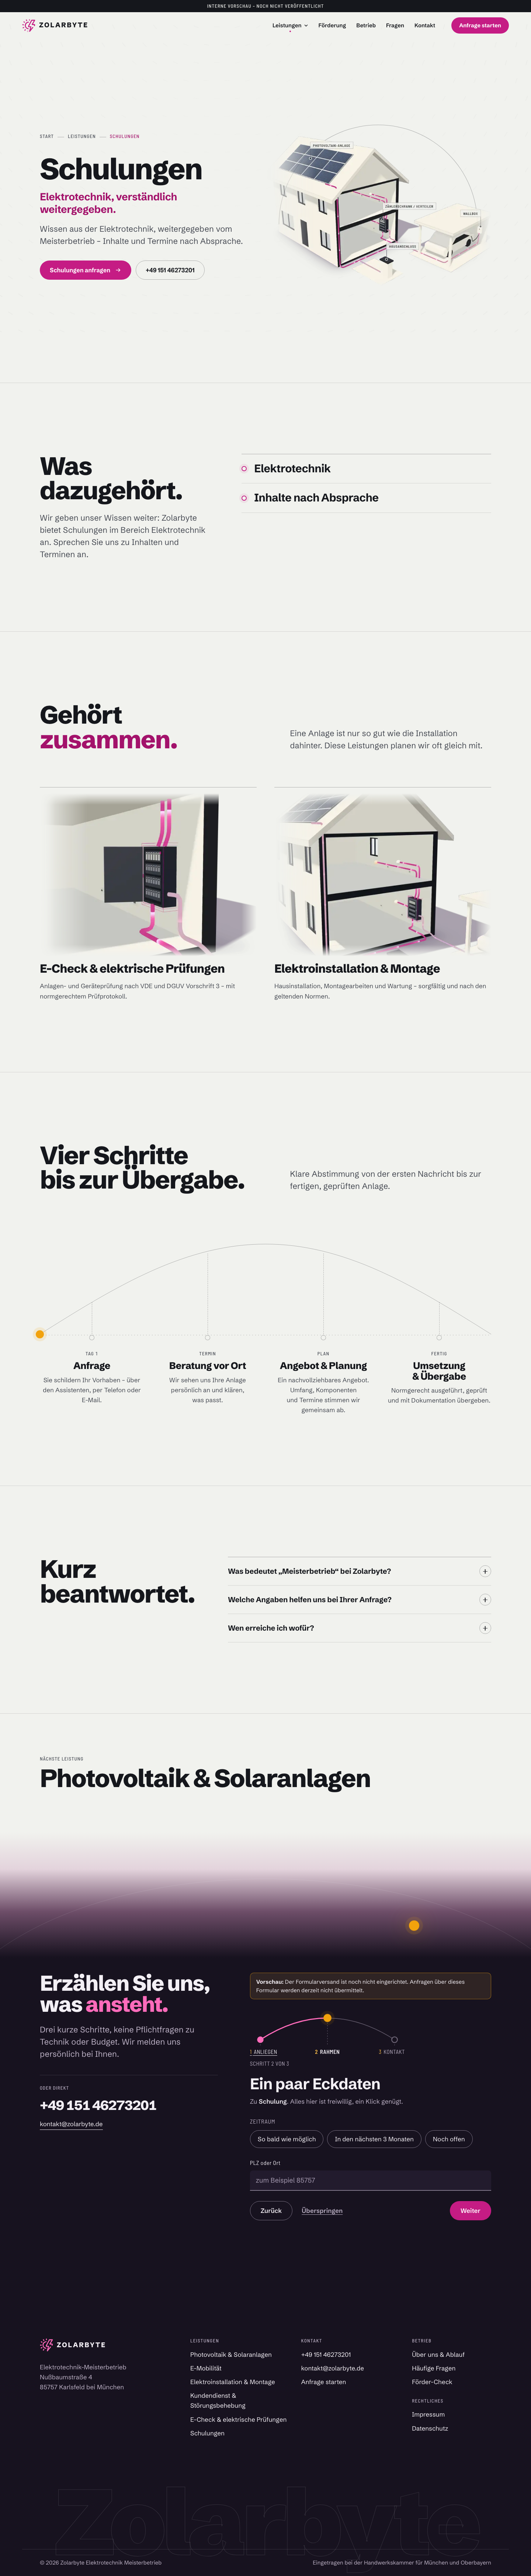 INTERNE VORSCHAU – NOCH NICHT VERÖFFENTLICHT
ZOLARBYTE
Leistungen
Förderung
Betrieb
Fragen
Kontakt
Anfrage starten
START — LEISTUNGEN — SCHULUNGEN
Schulungen
Elektrotechnik, verständlich
weitergegeben.
Wissen aus der Elektrotechnik, weitergegeben vom
Meisterbetrieb – Inhalte und Termine nach Absprache.
Schulungen anfragen →
+49 151 46273201
PHOTOVOLTAIK-ANLAGE
ZÄHLERSCHRANK / VERTEILER
WALLBOX
HAUSANSCHLUSS
Was
dazugehört.
Wir geben unser Wissen weiter: Zolarbyte
bietet Schulungen im Bereich Elektrotechnik
an. Sprechen Sie uns zu Inhalten und
Terminen an.
Elektrotechnik
Inhalte nach Absprache
Gehört
zusammen.
Eine Anlage ist nur so gut wie die Installation
dahinter. Diese Leistungen planen wir oft gleich mit.
E-Check & elektrische Prüfungen
Anlagen- und Geräteprüfung nach VDE und DGUV Vorschrift 3 – mit
normgerechtem Prüfprotokoll.
Elektroinstallation & Montage
Hausinstallation, Montagearbeiten und Wartung – sorgfältig und nach den
geltenden Normen.
Vier Schritte
bis zur Übergabe.
Klare Abstimmung von der ersten Nachricht bis zur
fertigen, geprüften Anlage.
TAG 1
Anfrage
Sie schildern Ihr Vorhaben – über
den Assistenten, per Telefon oder
E-Mail.
TERMIN
Beratung vor Ort
Wir sehen uns Ihre Anlage
persönlich an und klären,
was passt.
PLAN
Angebot & Planung
Ein nachvollziehbares Angebot.
Umfang, Komponenten
und Termine stimmen wir
gemeinsam ab.
FERTIG
Umsetzung
& Übergabe
Normgerecht ausgeführt, geprüft
und mit Dokumentation übergeben.
Kurz
beantwortet.
Was bedeutet „Meisterbetrieb“ bei Zolarbyte?
Welche Angaben helfen uns bei Ihrer Anfrage?
Wen erreiche ich wofür?
NÄCHSTE LEISTUNG
Photovoltaik & Solaranlagen
Erzählen Sie uns,
was ansteht.
Drei kurze Schritte, keine Pflichtfragen zu
Technik oder Budget. Wir melden uns
persönlich bei Ihnen.
ODER DIREKT
+49 151 46273201
kontakt@zolarbyte.de
Vorschau: Der Formularversand ist noch nicht eingerichtet. Anfragen über dieses
Formular werden derzeit nicht übermittelt.
1 ANLIEGEN
2 RAHMEN
3 KONTAKT
SCHRITT 2 VON 3
Ein paar Eckdaten
Zu Schulung. Alles hier ist freiwillig, ein Klick genügt.
ZEITRAUM
So bald wie möglich
In den nächsten 3 Monaten
Noch offen
PLZ oder Ort
zum Beispiel 85757
Zurück
Überspringen
Weiter
ZOLARBYTE
Elektrotechnik-Meisterbetrieb
Nußbaumstraße 4
85757 Karlsfeld bei München
LEISTUNGEN
Photovoltaik & Solaranlagen
E-Mobilität
Elektroinstallation & Montage
Kundendienst &
Störungsbehebung
E-Check & elektrische Prüfungen
Schulungen
KONTAKT
+49 151 46273201
kontakt@zolarbyte.de
Anfrage starten
BETRIEB
Über uns & Ablauf
Häufige Fragen
Förder-Check
RECHTLICHES
Impressum
Datenschutz
Zolarbyte
© 2026 Zolarbyte Elektrotechnik Meisterbetrieb
Eingetragen bei der Handwerkskammer für München und Oberbayern